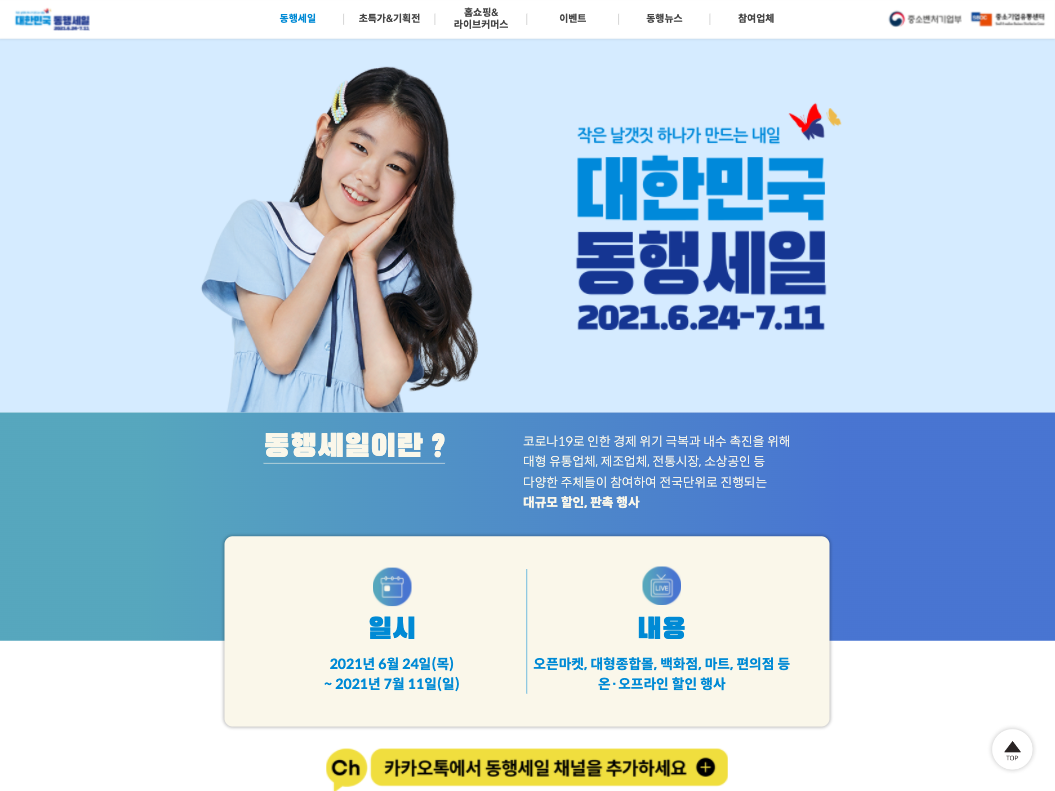 대한민국 동행세일
2021.6.24-7.11
동행세일
초특가&기획전
홈쇼핑&
라이브커머스
이벤트
동행뉴스
참여업체
중소벤처기업부
중소기업유통센터
작은 날갯짓 하나가 만드는 내일
대한민국
동행세일
2021.6.24-7.11
동행세일이란 ?
코로나19로 인한 경제 위기 극복과 내수 촉진을 위해
대형 유통업체, 제조업체, 전통시장, 소상공인 등
다양한 주체들이 참여하여 전국단위로 진행되는
대규모 할인, 판촉 행사
일시
2021년 6월 24일(목)
~ 2021년 7월 11일(일)
LIVE
내용
오픈마켓, 대형종합몰, 백화점, 마트, 편의점 등
온·오프라인 할인 행사
Ch 카카오톡에서 동행세일 채널을 추가하세요
TOP